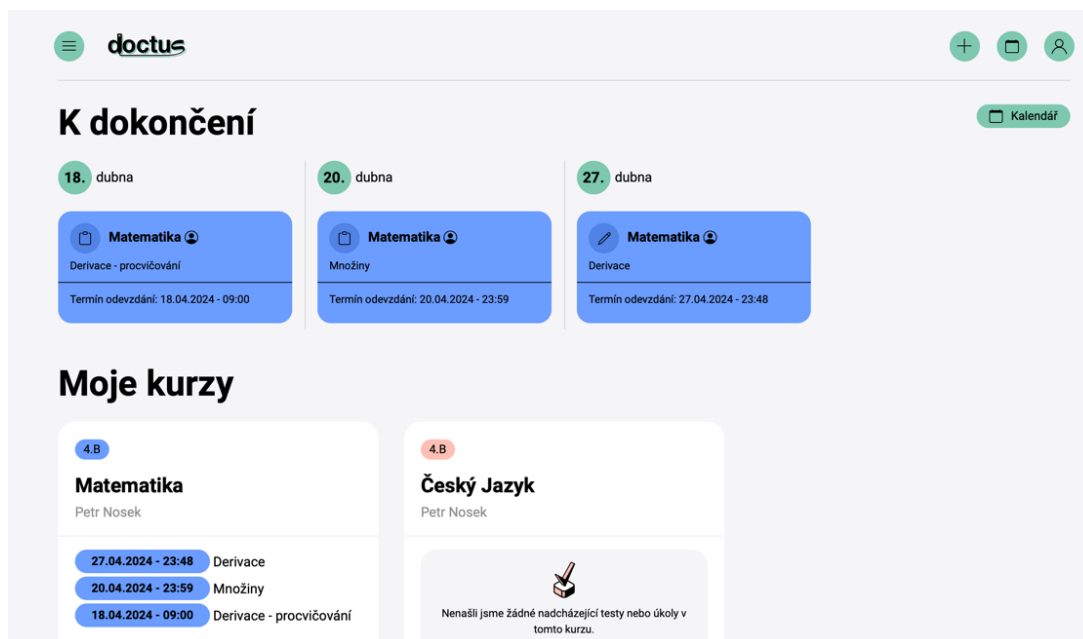 doctus
K dokončení
Kalendář
18. dubna
Matematika
Derivace - procvičování
Termín odevzdání: 18.04.2024 - 09:00
20. dubna
Matematika
Množiny
Termín odevzdání: 20.04.2024 - 23:59
27. dubna
Matematika
Derivace
Termín odevzdání: 27.04.2024 - 23:48
Moje kurzy
4.B
Matematika
Petr Nosek
27.04.2024 - 23:48 Derivace
20.04.2024 - 23:59 Množiny
18.04.2024 - 09:00 Derivace - procvičování
4.B
Český Jazyk
Petr Nosek
Nenašli jsme žádné nadcházející testy nebo úkoly v
tomto kurzu.